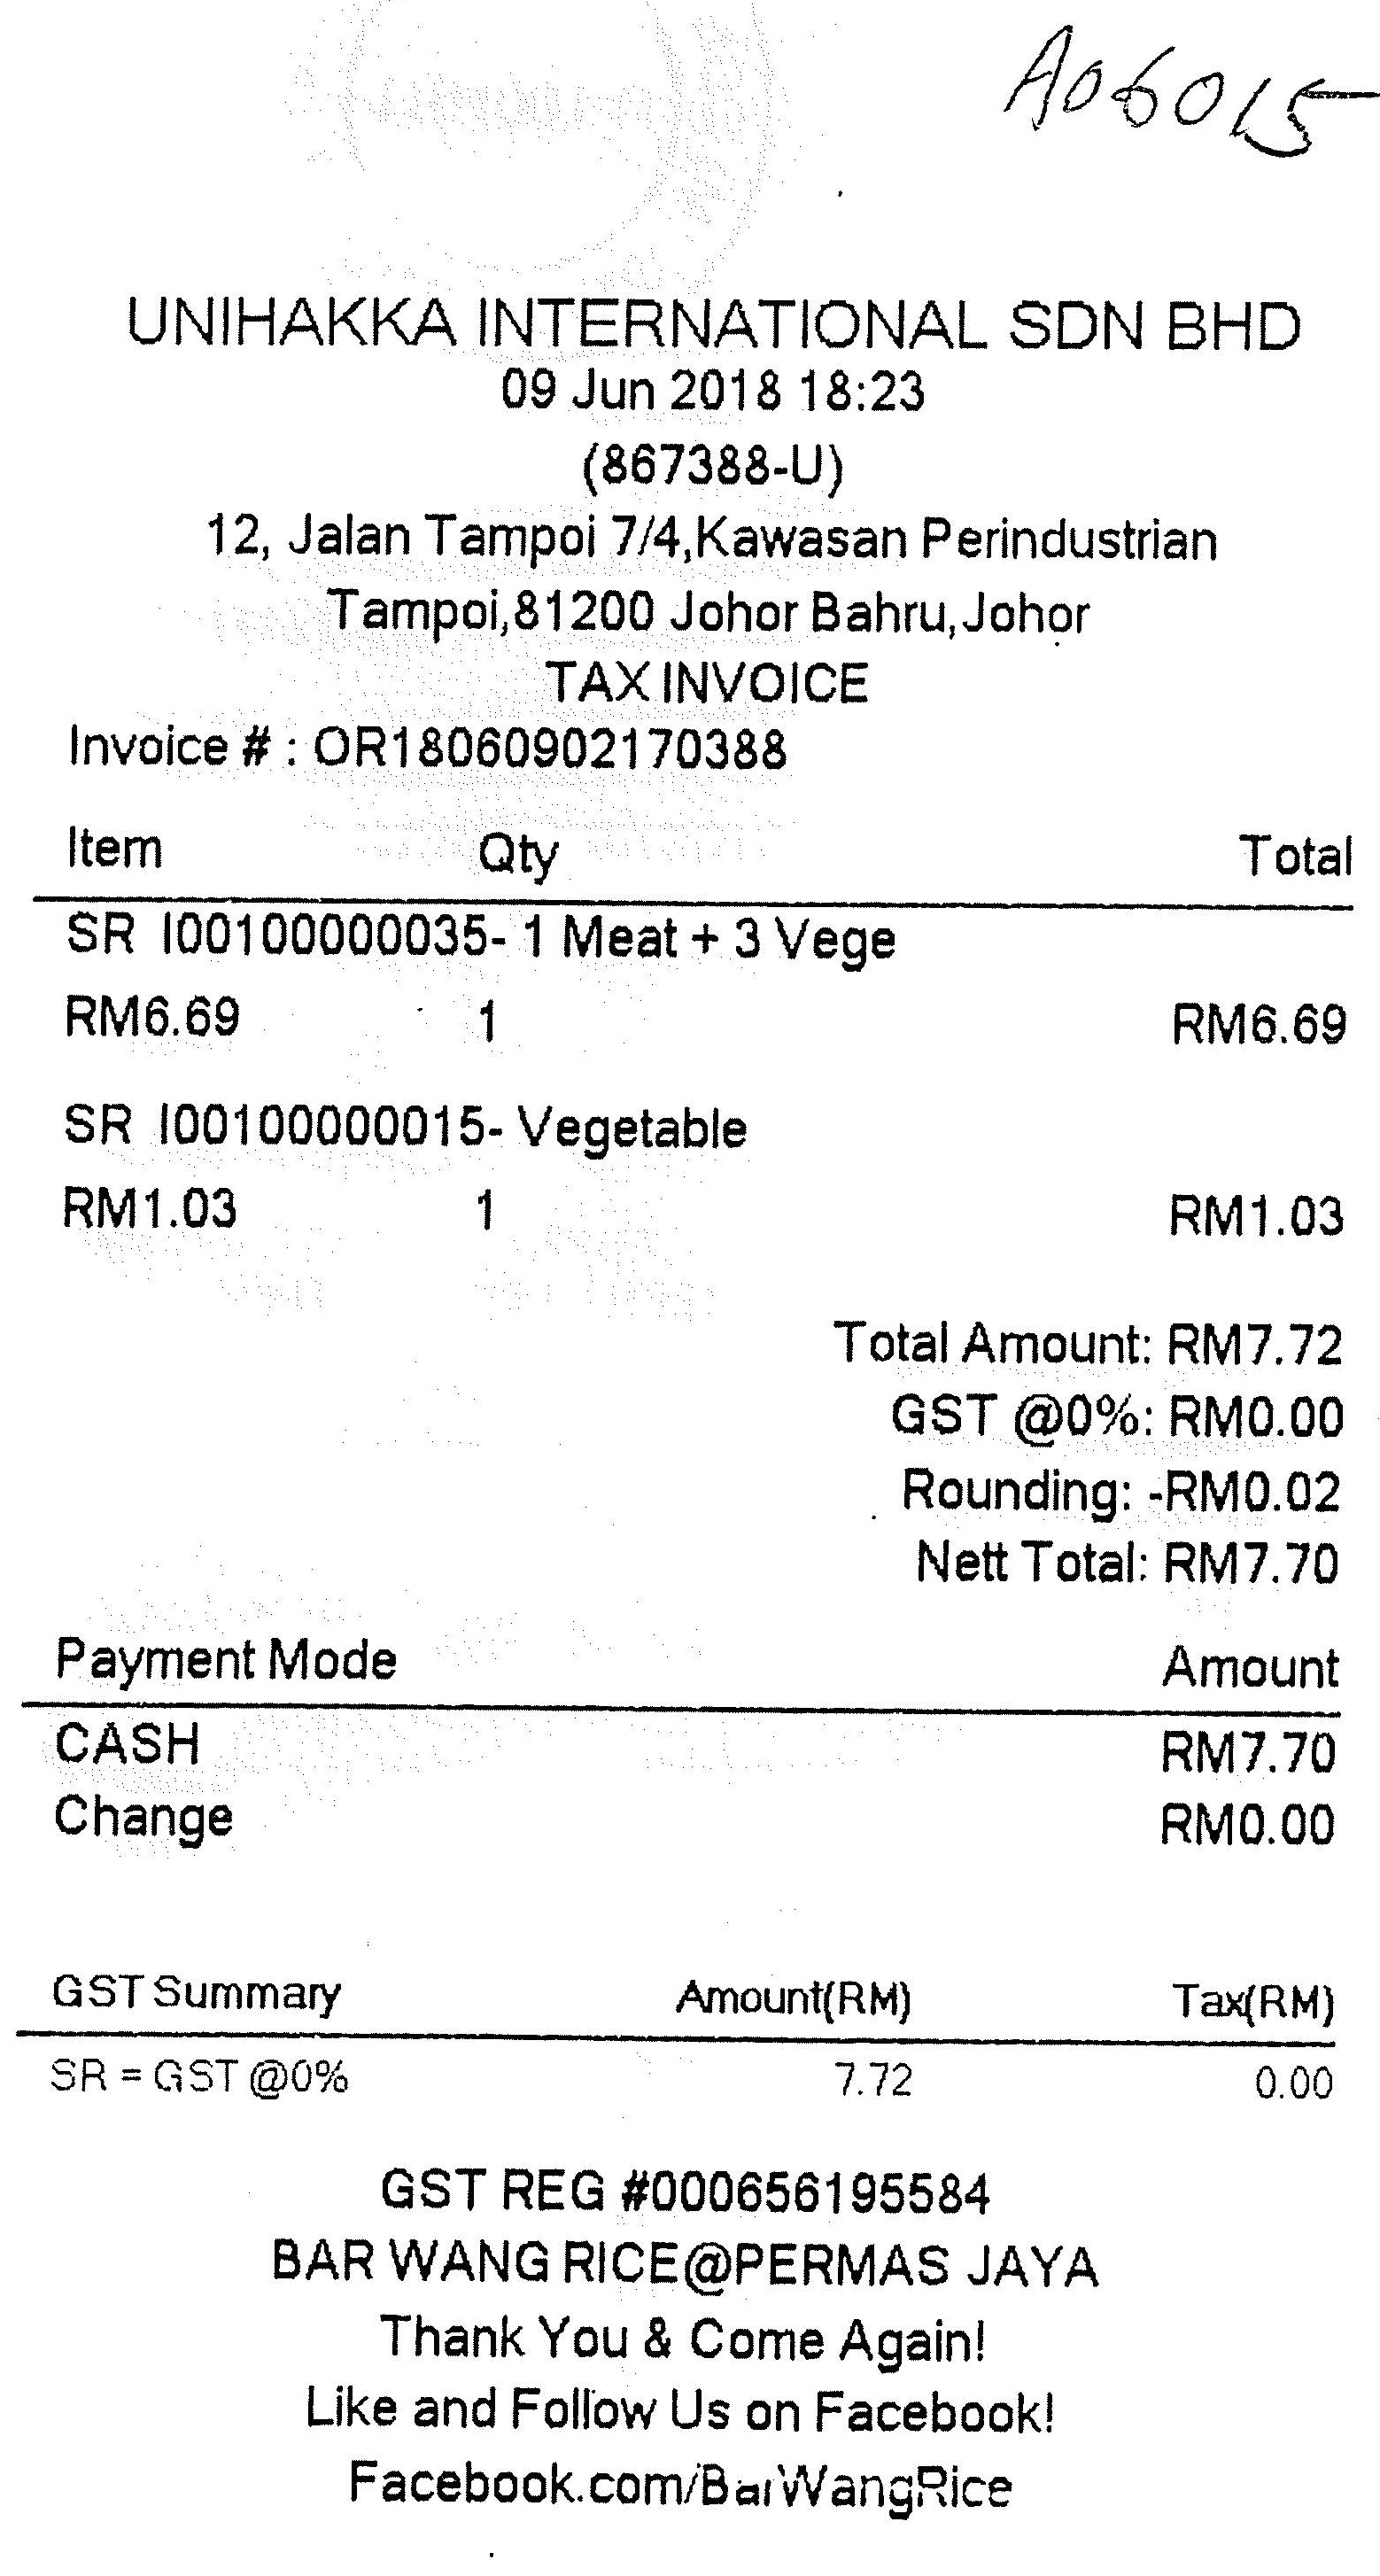 A06015
UNIHAKKA INTERNATIONAL SDN BHD
09 Jun 2018 18:23
(867388-U)
12, Jalan Tampoi 7/4,Kawasan Perindustrian
Tampoi,81200 Johor Bahru,Johor
TAX INVOICE
Invoice # : OR18060902170388
Item Qty Total
SR I00100000035- 1 Meat + 3 Vege
RM6.69 1 RM6.69
SR I00100000015- Vegetable
RM1.03 1 RM1.03
Total Amount: RM7.72
GST @0%: RM0.00
Rounding: -RM0.02
Nett Total: RM7.70
Payment Mode Amount
CASH RM7.70
Change RM0.00
GST Summary Amount(RM) Tax(RM)
SR = GST @0% 7.72 0.00
GST REG #000656195584
BAR WANG RICE@PERMAS JAYA
Thank You & Come Again!
Like and Follow Us on Facebook!
Facebook.com/BarWangRice